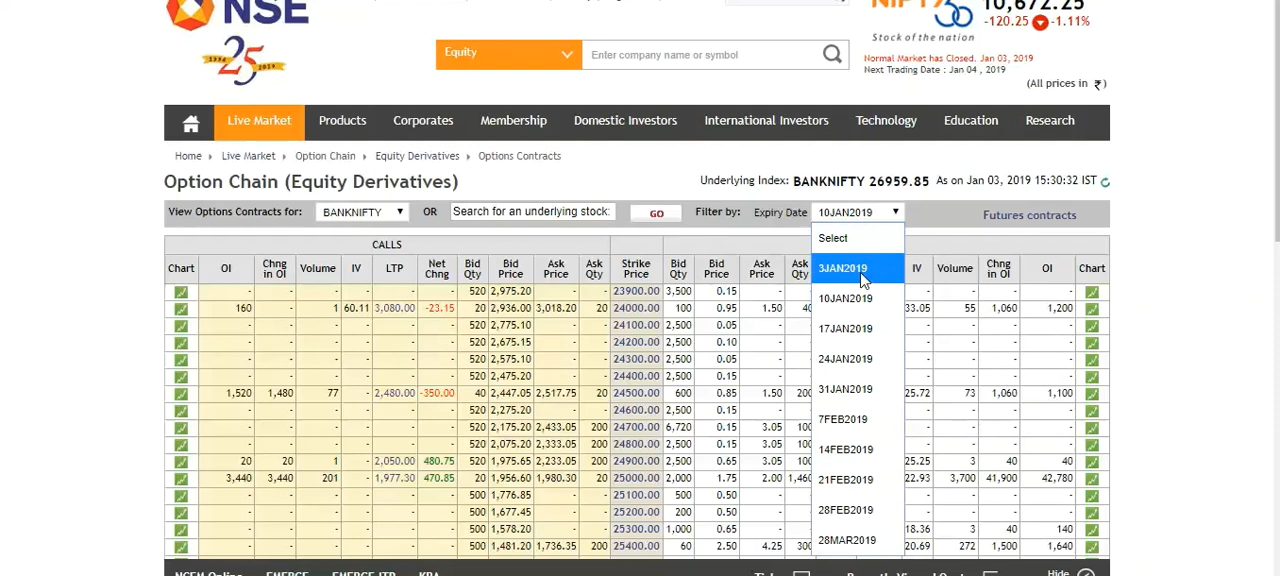 NSE
NIFTY 50
10,672.25
-120.25 -1.11%
Stock of the nation
25
Equity
Enter company name or symbol
Normal Market has Closed. Jan 03, 2019
Next Trading Date : Jan 04 , 2019
(All prices in ₹)
Live Market Products Corporates Membership Domestic Investors International Investors Technology Education Research
Home Live Market Option Chain Equity Derivatives Options Contracts
Option Chain (Equity Derivatives) Underlying Index: BANKNIFTY 26959.85 As on Jan 03, 2019 15:30:32 IST
View Options Contracts for: BANKNIFTY OR Search for an underlying stock: GO Filter by: Expiry Date 10JAN2019 Futures contracts
Select
3JAN2019
10JAN2019
17JAN2019
24JAN2019
31JAN2019
7FEB2019
14FEB2019
21FEB2019
28FEB2019
28MAR2019
CALLS
Chart OI Chng in OI Volume IV LTP Net Chng Bid Qty Bid Price Ask Price Ask Qty Strike Price Bid Qty Bid Price Ask Price Ask Qty IV Volume Chng in OI OI Chart
- - - - - - 520 2,975.20 - - 23900.00 3,500 0.15 - - - - -
160 - 1 60.11 3,080.00 -23.15 20 2,936.00 3,018.20 20 24000.00 100 0.95 1.50 33.05 55 1,060 1,200
- - - - - - 520 2,775.10 - - 24100.00 2,500 0.05 - - - - -
- - - - - - 520 2,675.15 - - 24200.00 2,500 0.10 - - - - -
- - - - - - 520 2,575.10 - - 24300.00 2,500 0.05 - - - - -
- - - - - - 520 2,475.20 - - 24400.00 2,500 0.15 - - - - -
1,520 1,480 77 - 2,480.00 -350.00 40 2,447.05 2,517.75 20 24500.00 600 0.85 1.50 25.72 73 1,060 1,100
- - - - - - 520 2,275.20 - - 24600.00 2,500 0.15 - - - - -
- - - - - - 520 2,175.20 2,433.05 200 24700.00 6,720 0.15 3.05 - - - -
- - - - - - 520 2,075.20 2,333.05 200 24800.00 2,500 0.15 3.05 - - - -
20 20 1 - 2,050.00 480.75 520 1,975.65 2,233.05 200 24900.00 2,500 0.65 3.05 25.25 3 40 40
3,440 3,440 201 - 1,977.30 470.85 20 1,956.60 1,980.30 20 25000.00 2,000 1.75 2.00 1,460 22.93 3,700 41,900 42,780
- - - - - - 500 1,776.85 - - 25100.00 500 0.50 - - - - -
- - - - - - 500 1,677.45 - - 25200.00 200 0.50 - - - - -
- - - - - - 500 1,578.20 - - 25300.00 1,000 0.65 - - 18.36 3 40 140
- - - - - - 500 1,481.20 1,736.35 200 25400.00 60 2.50 4.25 20.69 272 1,500 1,640
Hide